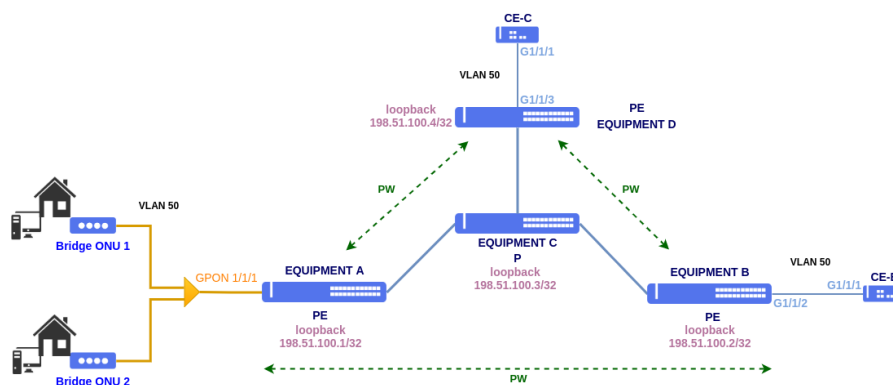 CE-C
G1/1/1
VLAN 50
G1/1/3
loopback
198.51.100.4/32
PE
EQUIPMENT D
PW
PW
VLAN 50
Bridge ONU 1
GPON 1/1/1
EQUIPMENT A
PE
loopback
198.51.100.1/32
EQUIPMENT C
P
loopback
198.51.100.3/32
EQUIPMENT B
PE
loopback
198.51.100.2/32
VLAN 50
G1/1/1
G1/1/2
Bridge ONU 2
PW